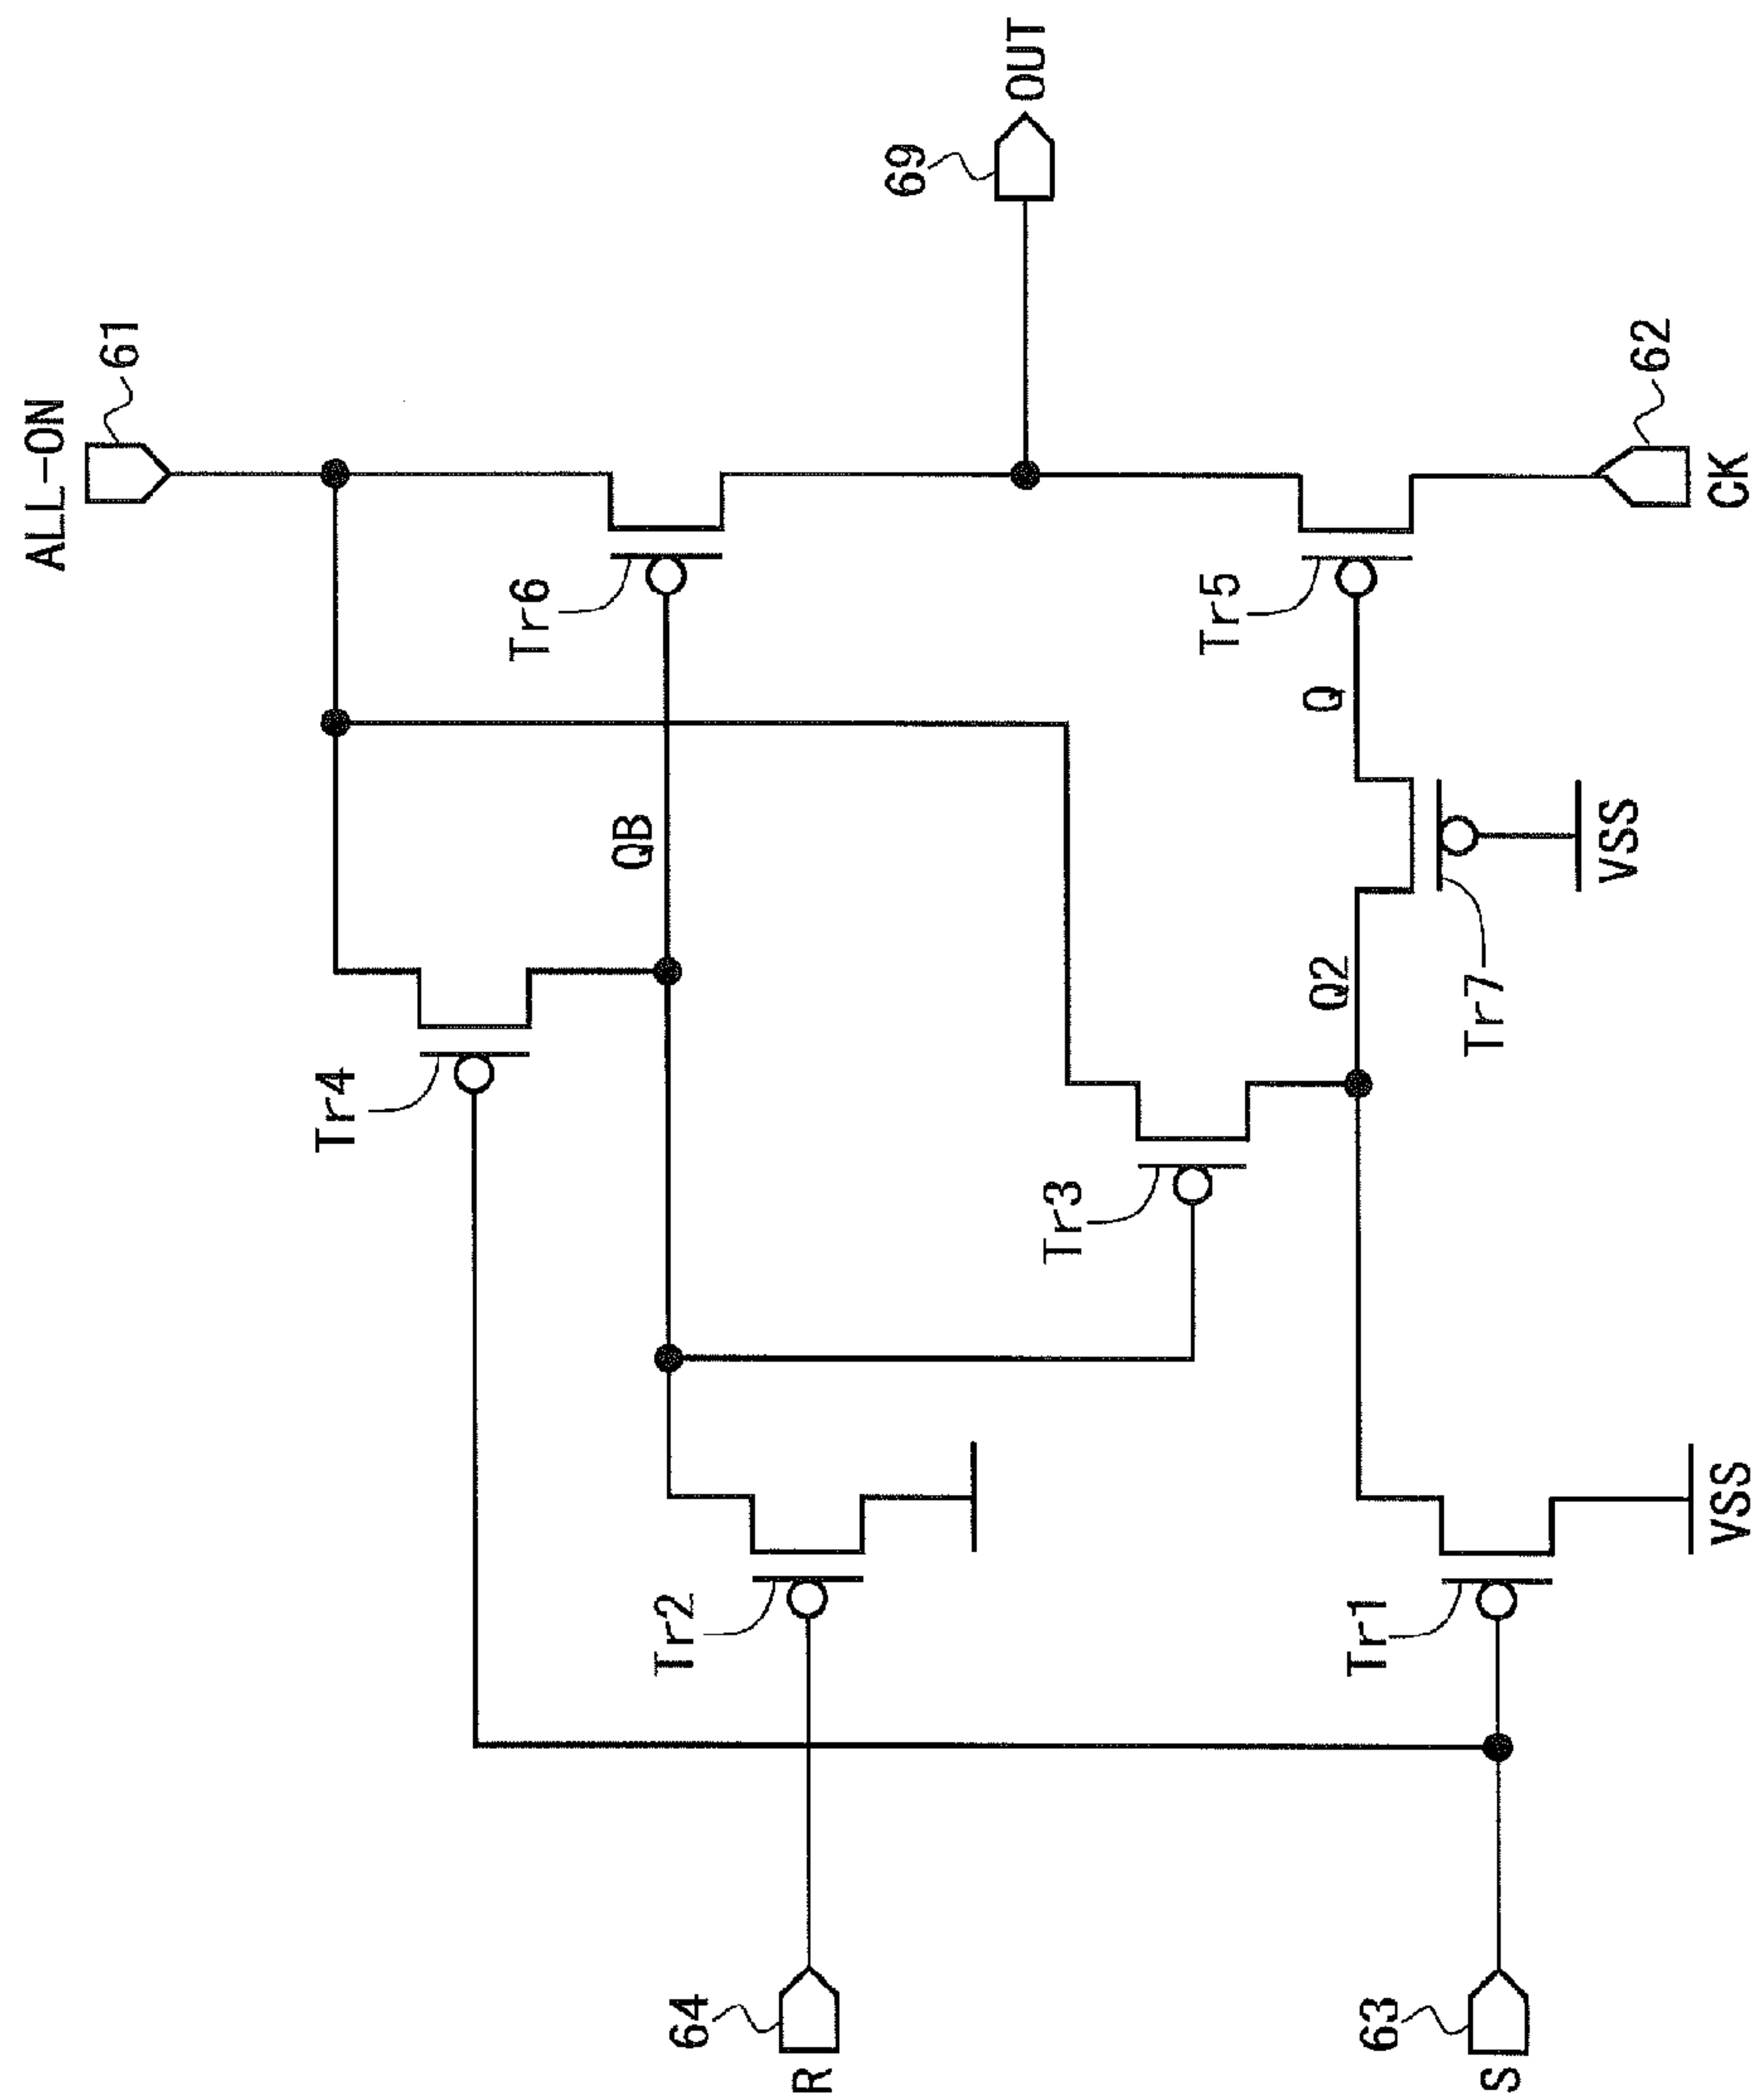 ALL-ON
61
69
OUT
Tr6
QB
Tr4
Tr5
62
CK
Q
Q2
Tr7
VSS
Tr3
Tr2
Tr1
VSS
64
R
63
S